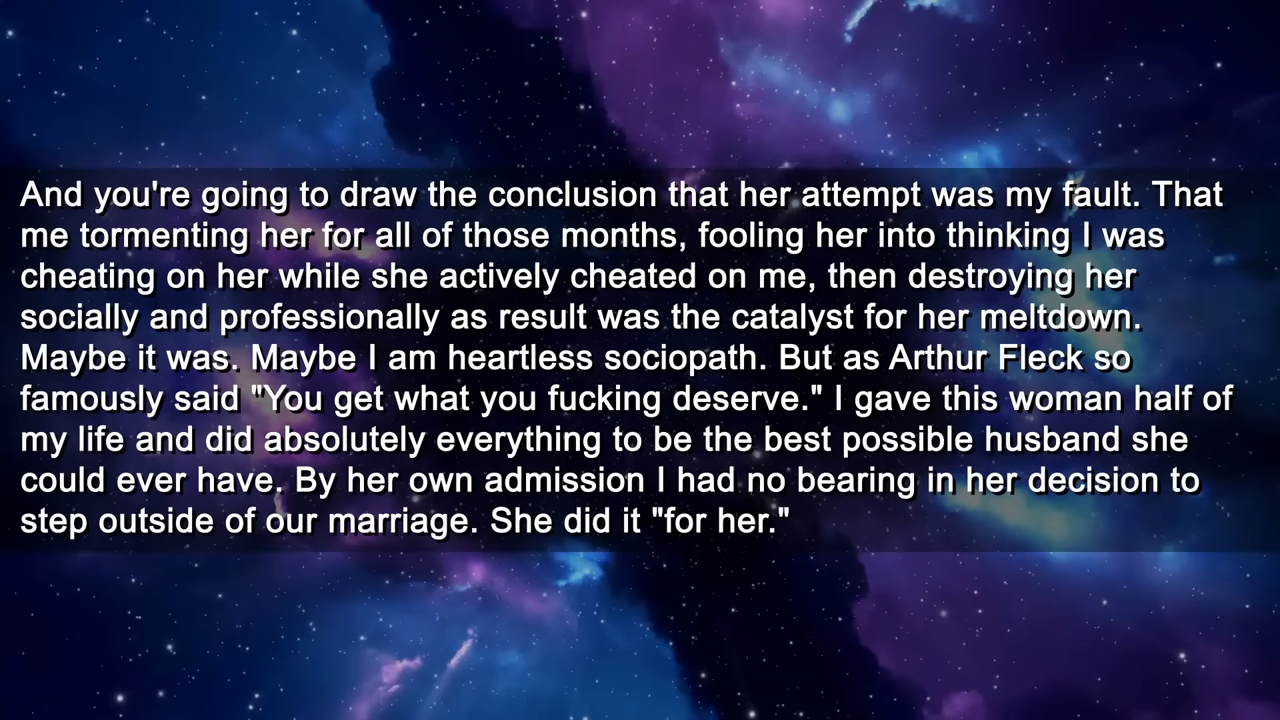 And you're going to draw the conclusion that her attempt was my fault. That
me tormenting her for all of those months, fooling her into thinking I was
cheating on her while she actively cheated on me, then destroying her
socially and professionally as result was the catalyst for her meltdown.
Maybe it was. Maybe I am heartless sociopath. But as Arthur Fleck so
famously said "You get what you fucking deserve." I gave this woman half of
my life and did absolutely everything to be the best possible husband she
could ever have. By her own admission I had no bearing in her decision to
step outside of our marriage. She did it "for her."